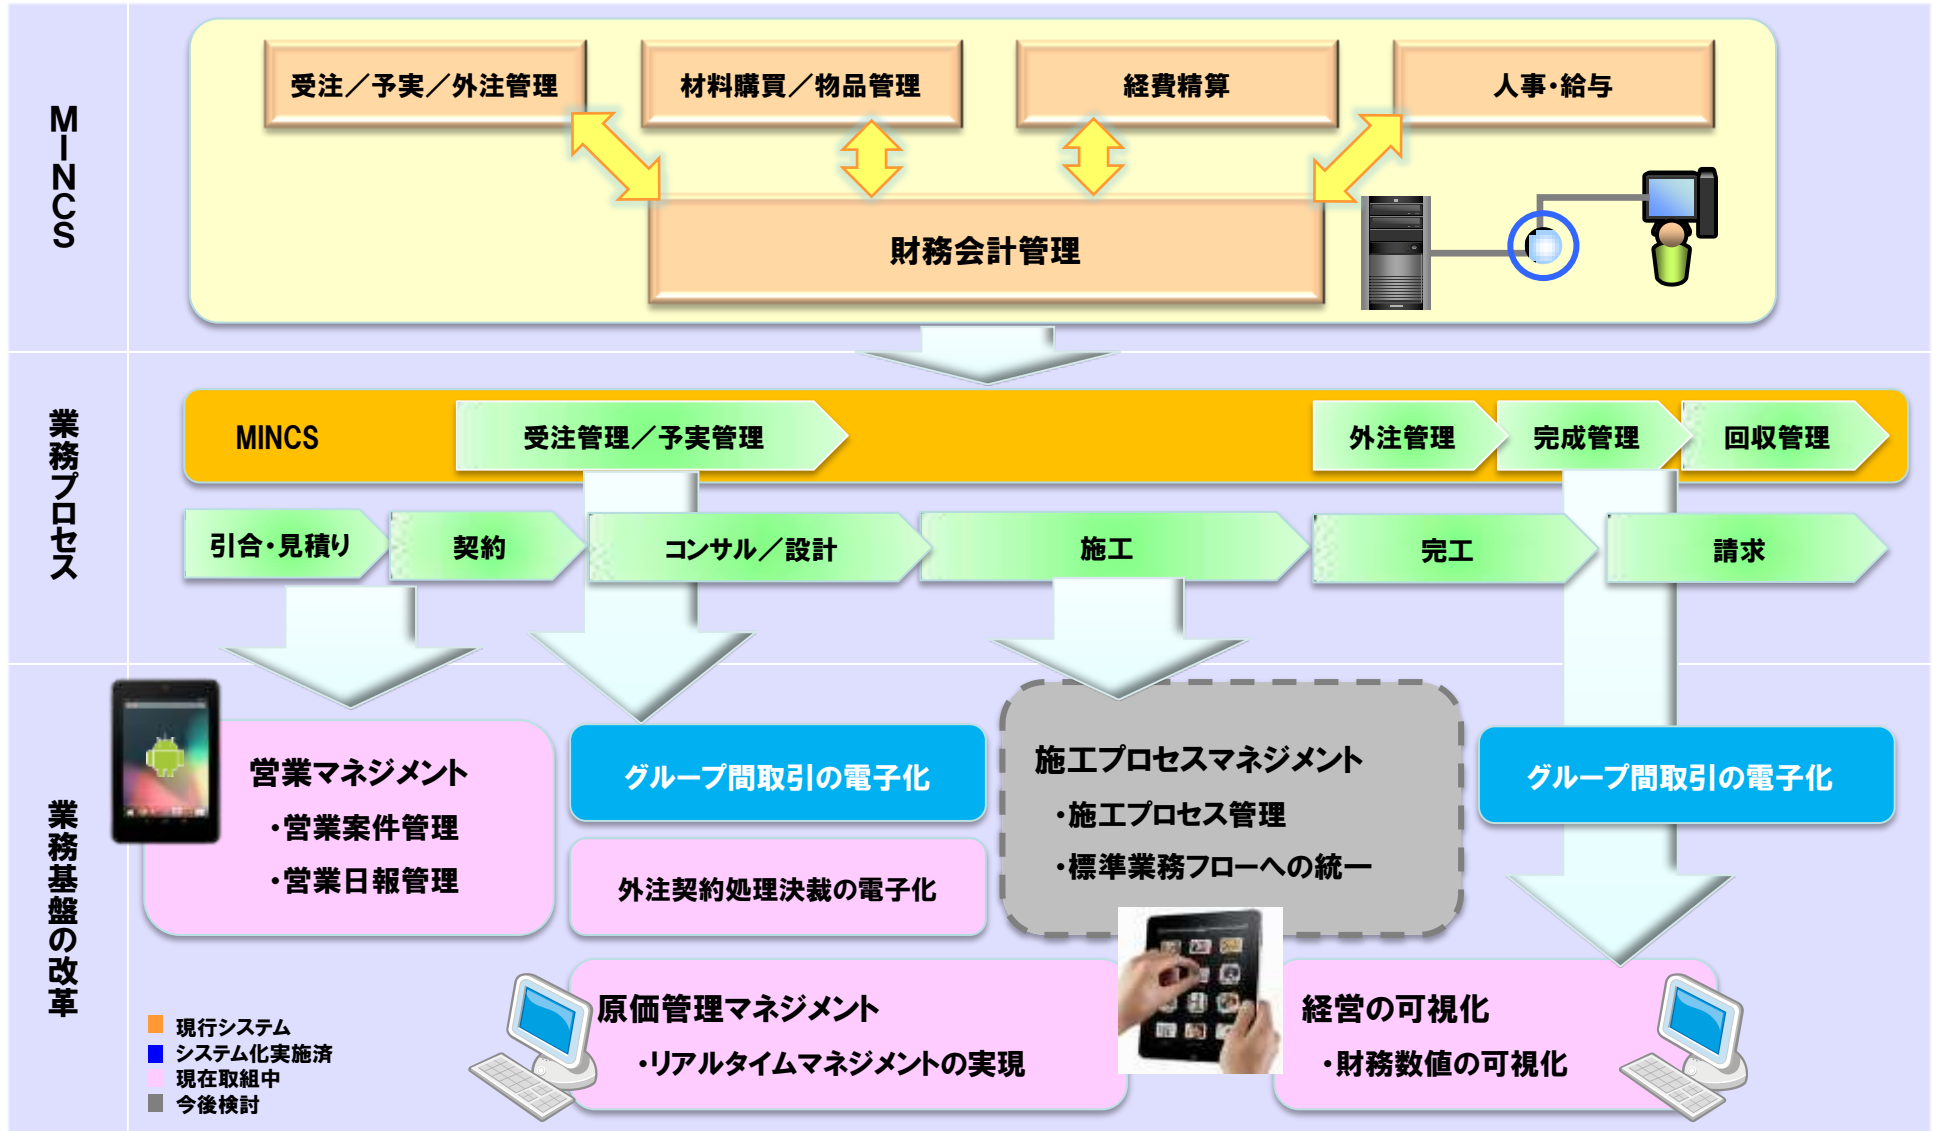 MINCS
受注／予実／外注管理
材料購買／物品管理
経費精算
人事・給与
財務会計管理
業務プロセス
MINCS
受注管理／予実管理
外注管理
完成管理
回収管理
引合・見積り
契約
コンサル／設計
施工
完工
請求
業務基盤の改革
営業マネジメント
・営業案件管理
・営業日報管理
グループ間取引の電子化
外注契約処理決裁の電子化
施工プロセスマネジメント
・施工プロセス管理
・標準業務フローへの統一
グループ間取引の電子化
原価管理マネジメント
・リアルタイムマネジメントの実現
経営の可視化
・財務数値の可視化
現行システム
システム化実施済
現在取組中
今後検討